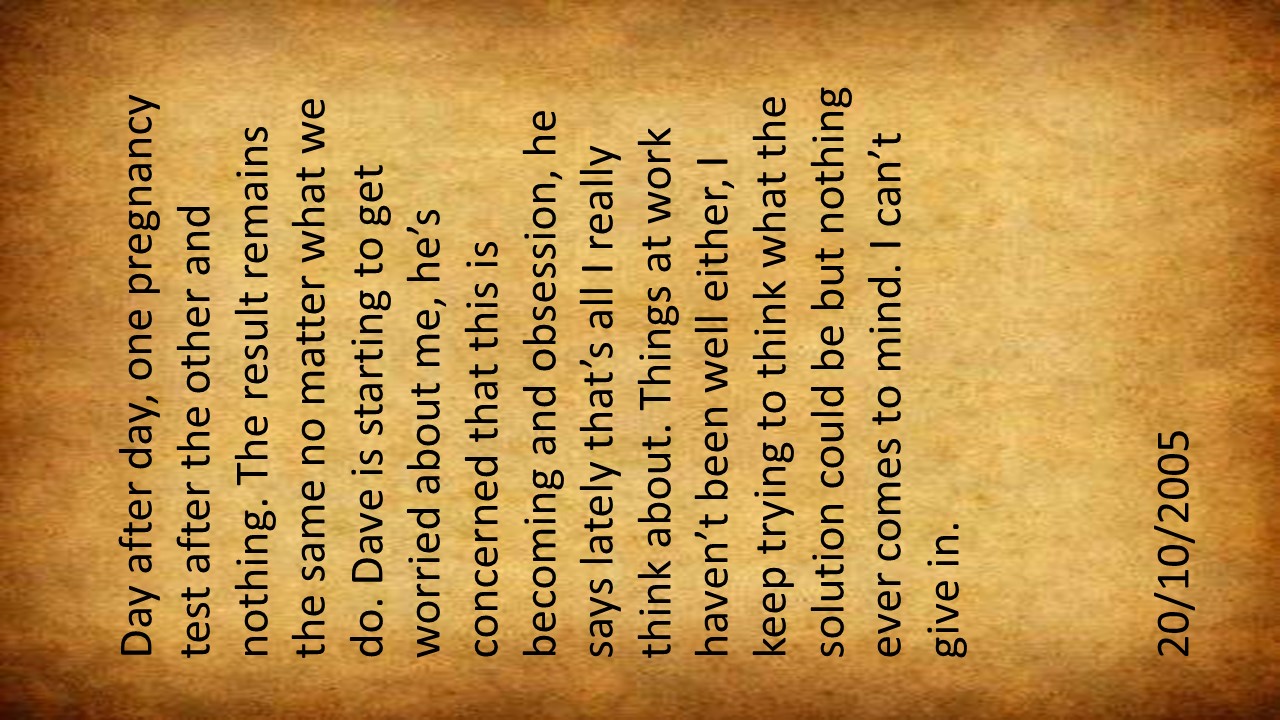 Day after day, one pregnancy
test after the other and
nothing. The result remains
the same no matter what we
do. Dave is starting to get
worried about me, he’s
concerned that this is
becoming and obsession, he
says lately that’s all I really
think about. Things at work
haven’t been well either, I
keep trying to think what the
solution could be but nothing
ever comes to mind. I can’t
give in.
20/10/2005